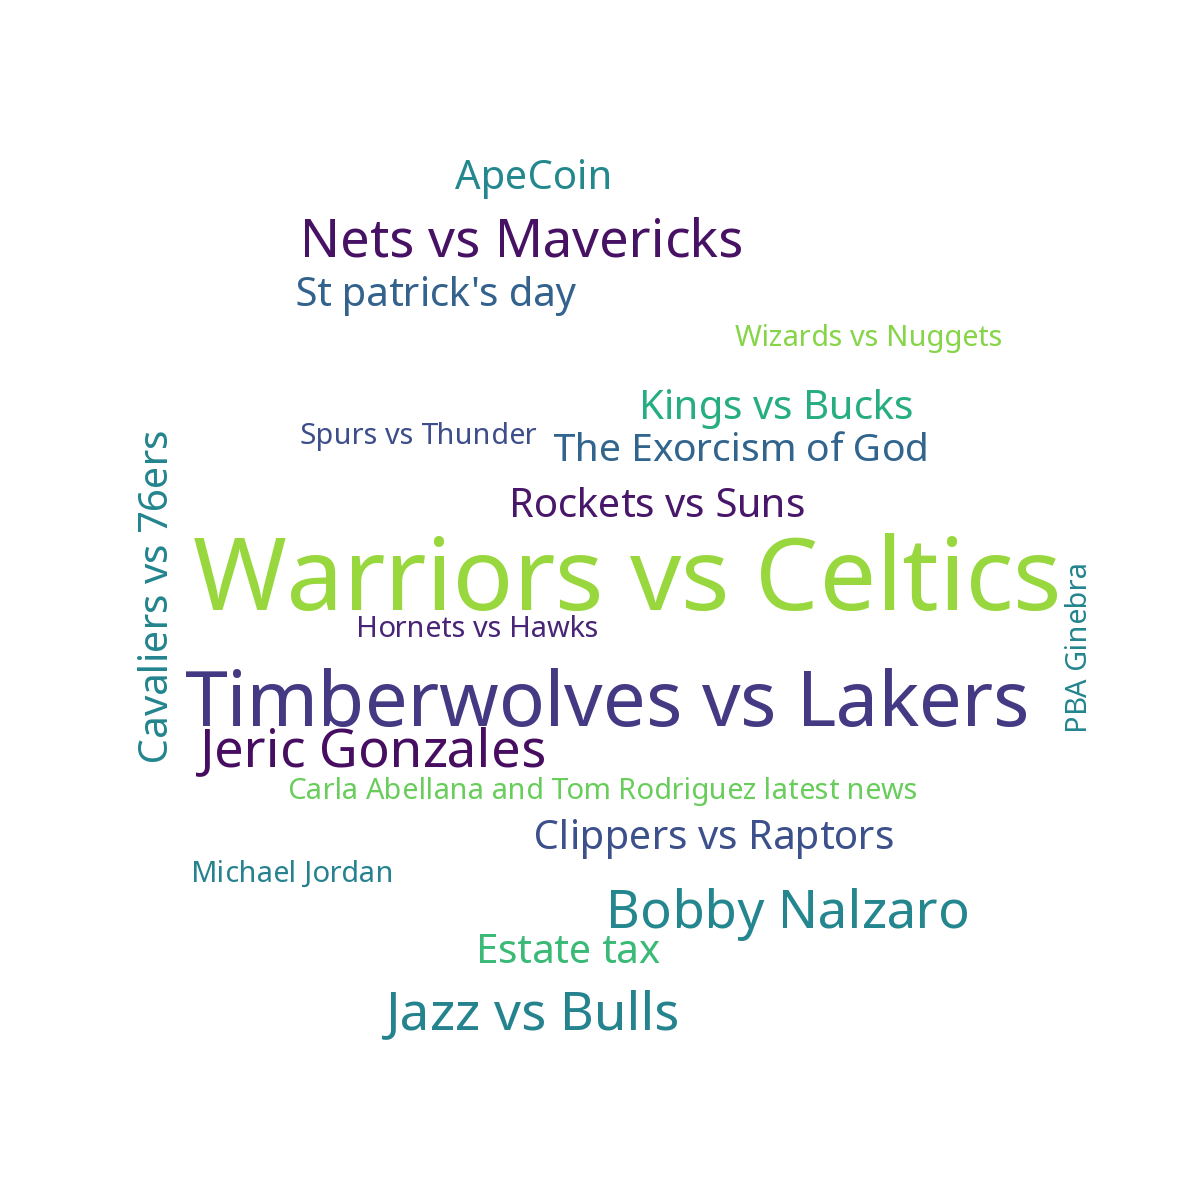 ApeCoin
Nets vs Mavericks
St patrick's day
Wizards vs Nuggets
Kings vs Bucks
Spurs vs Thunder
The Exorcism of God
Cavaliers vs 76ers
Rockets vs Suns
Warriors vs Celtics
PBA Ginebra
Hornets vs Hawks
Timberwolves vs Lakers
Jeric Gonzales
Carla Abellana and Tom Rodriguez latest news
Clippers vs Raptors
Michael Jordan
Bobby Nalzaro
Estate tax
Jazz vs Bulls